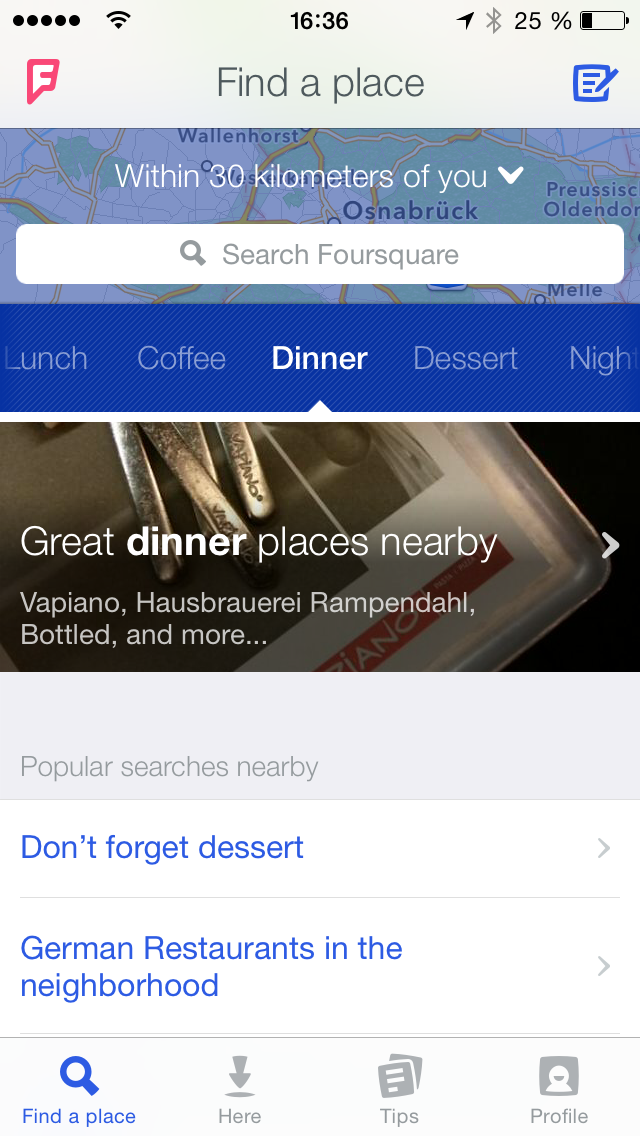 16:36
25 %
Find a place
Wallenhorst
Within 30 kilometers of you
Preussisc
Oldendor
Osnabrück
Search Foursquare
Melle
Lunch
Coffee
Dinner
Dessert
Nigh
VAPIANO
VAPIANO
Great dinner places nearby
Vapiano, Hausbrauerei Rampendahl,
Bottled, and more...
PIANO
Popular searches nearby
Don’t forget dessert
German Restaurants in the
neighborhood
Find a place
Here
Tips
Profile